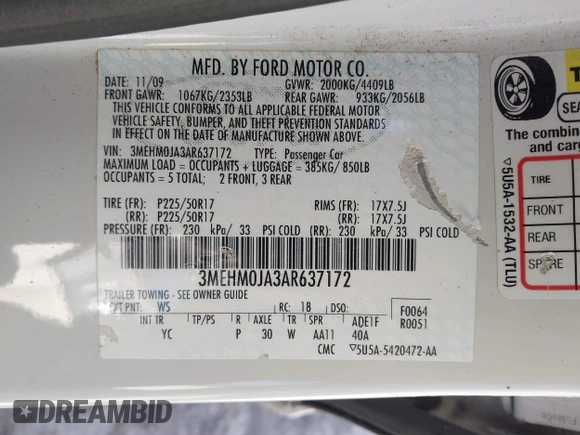 MFD. BY FORD MOTOR CO.
DATE: 11/09 GVWR: 2000KG/4409LB
FRONT GAWR: 1067KG/2353LB REAR GAWR: 933KG/2056LB
THIS VEHICLE CONFORMS TO ALL APPLICABLE FEDERAL MOTOR
VEHICLE SAFETY, BUMPER, AND THEFT PREVENTION STANDARDS
IN EFFECT ON THE DATE OF MANUFACTURE SHOWN ABOVE.
VIN: 3MEHM0JA3AR637172 TYPE: Passenger Car
MAXIMUM LOAD = OCCUPANTS + LUGGAGE = 385KG/ 850LB
OCCUPANTS = 5 TOTAL; 2 FRONT, 3 REAR
TIRE (FR): P225/50R17 RIMS (FR): 17X7.5J
(RR): P225/50R17 (RR): 17X7.5J
PRESSURE: (FR) 230 kPa/ 33 PSI COLD (RR) 230 kPa/ 33 PSI COLD
3MEHM0JA3AR637172
TRAILER TOWING - SEE OWNER GUIDE
EXT PNT: WS RC: 18 DSO: F0064
R0051
INT TR TP/PS R AXLE TR SPR ADE1F
YC P 30 W AA11 40A
CMC ▽5U5A-5420472-AA
T
SEA
The combin
and carg
TIRE
FRONT
REAR
SPARE
▽5U5A-1532-AA (TLU)
DREAMBID